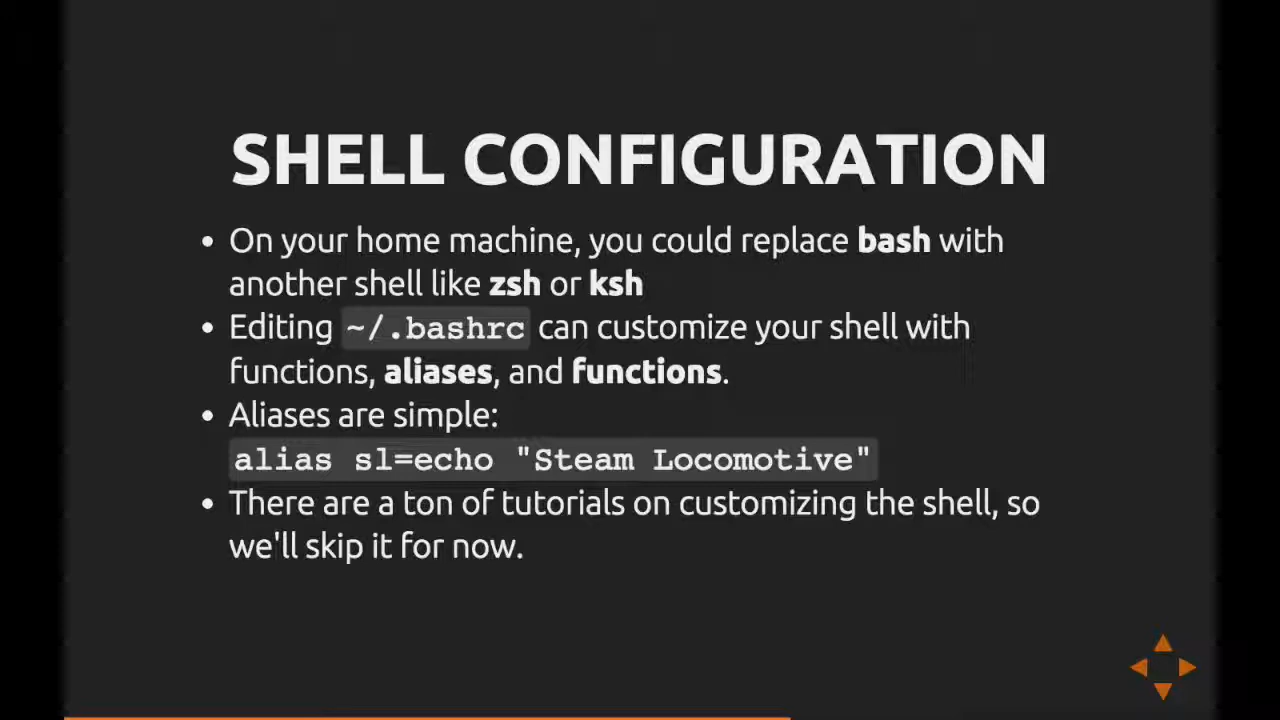 SHELL CONFIGURATION
• On your home machine, you could replace bash with
another shell like zsh or ksh
• Editing ~/.bashrc can customize your shell with
functions, aliases, and functions.
• Aliases are simple:
alias sl=echo "Steam Locomotive"
• There are a ton of tutorials on customizing the shell, so
we'll skip it for now.